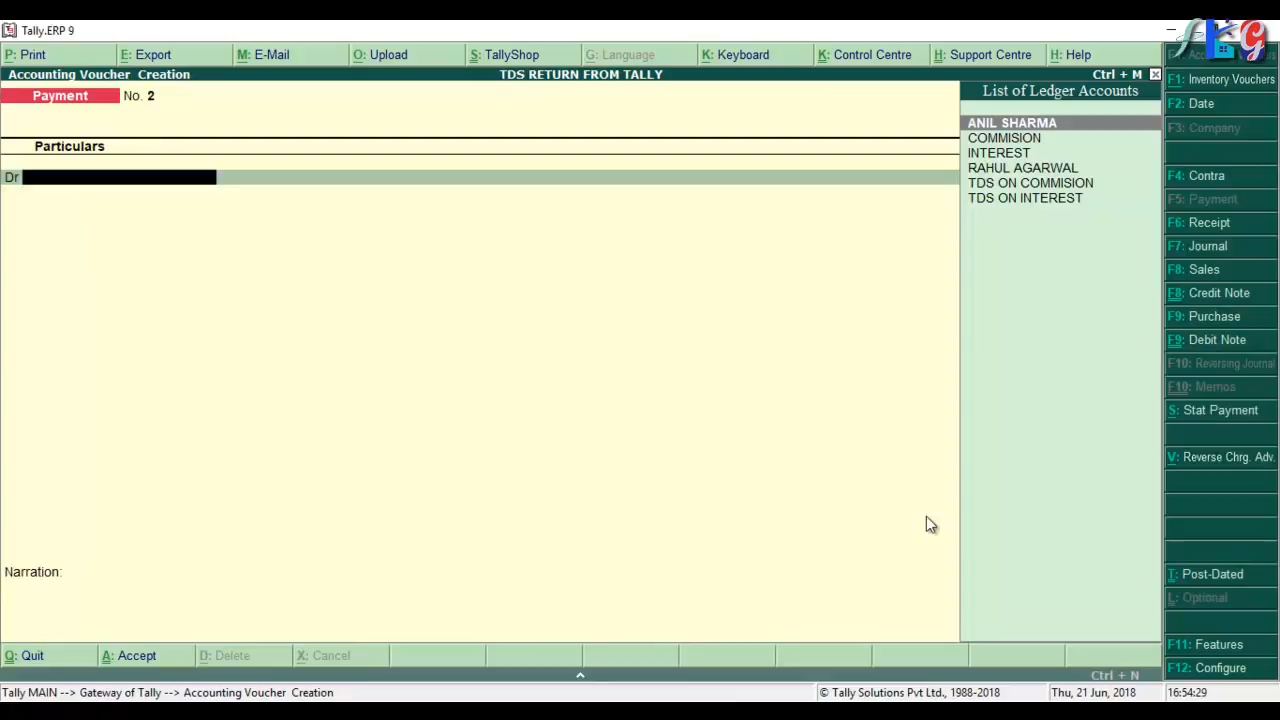 Tally.ERP 9
P: Print
E: Export
M: E-Mail
O: Upload
S: TallyShop
G: Language
K: Keyboard
K: Control Centre
H: Support Centre
H: Help
Accounting Voucher Creation
TDS RETURN FROM TALLY
Ctrl + M
Payment No. 2
Particulars
Dr
Narration:
List of Ledger Accounts
ANIL SHARMA
COMMISION
INTEREST
RAHUL AGARWAL
TDS ON COMMISION
TDS ON INTEREST
F1: Inventory Vouchers
F2: Date
F3: Company
F4: Contra
F5: Payment
F6: Receipt
F7: Journal
F8: Sales
F8: Credit Note
F9: Purchase
F9: Debit Note
F10: Reversing Journal
F10: Memos
S: Stat Payment
V: Reverse Chrg. Adv.
T: Post-Dated
L: Optional
F11: Features
F12: Configure
Q: Quit
A: Accept
D: Delete
X: Cancel
Ctrl + N
Tally MAIN --> Gateway of Tally --> Accounting Voucher Creation
© Tally Solutions Pvt Ltd., 1988-2018
Thu, 21 Jun, 2018
16:54:29